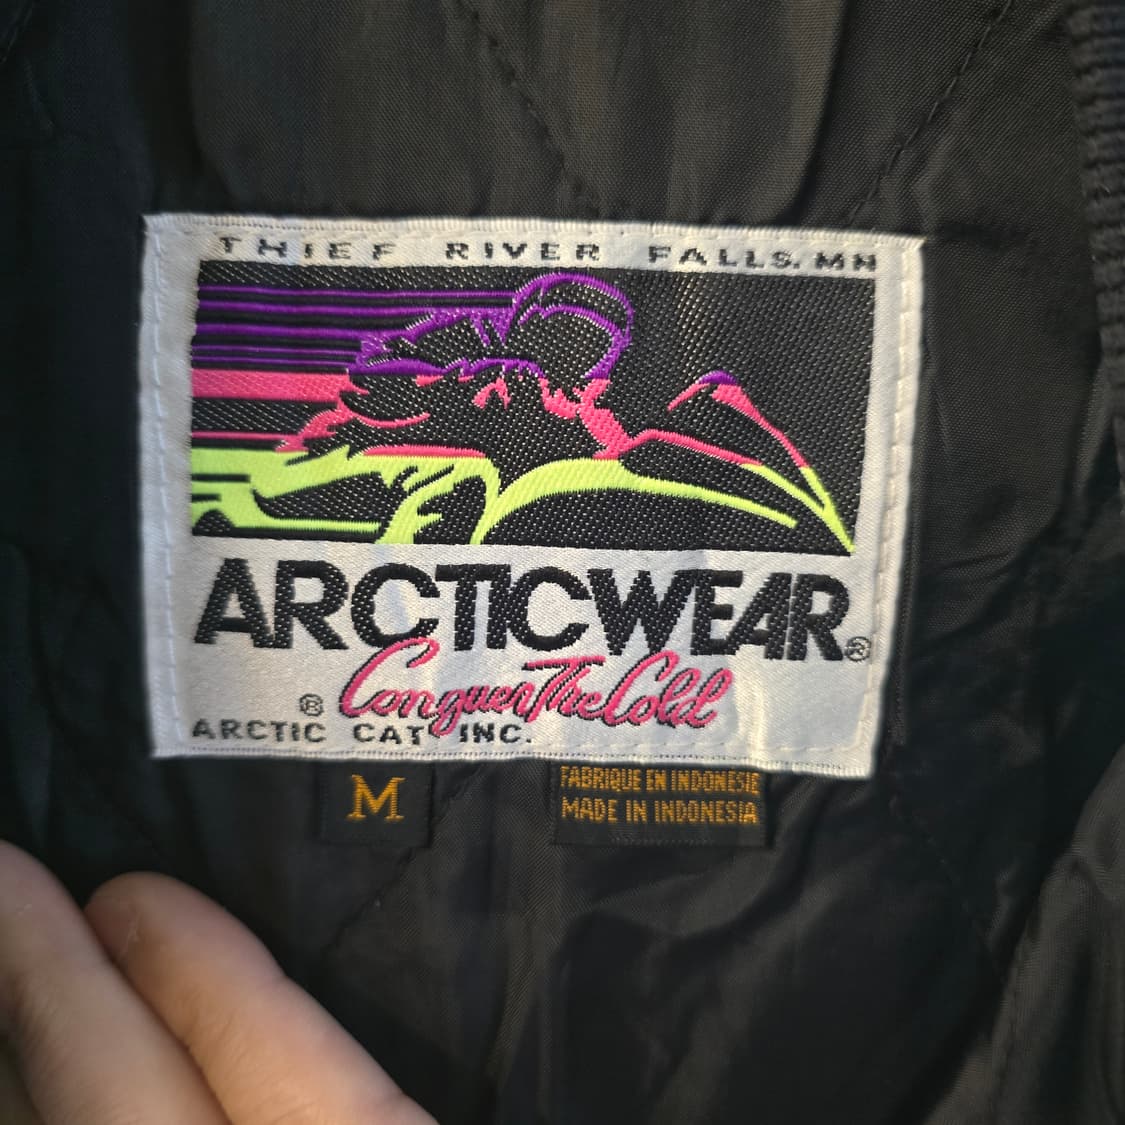 THIEF RIVER FALLS. MN
ARCTICWEAR®
® Conquer The Cold
ARCTIC CAT INC.
M
FABRIQUE EN INDONESIE
MADE IN INDONESIA